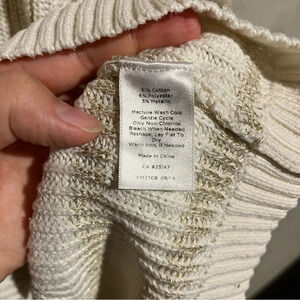 91% Cotton
6% Polyester
3% Metallic
Machine Wash Cold
Gentle Cycle
Only Non-Chlorine
Bleach When Needed
Reshape, Lay Flat To
Dry
Warm Iron, If Needed
Made In China
CA #23147